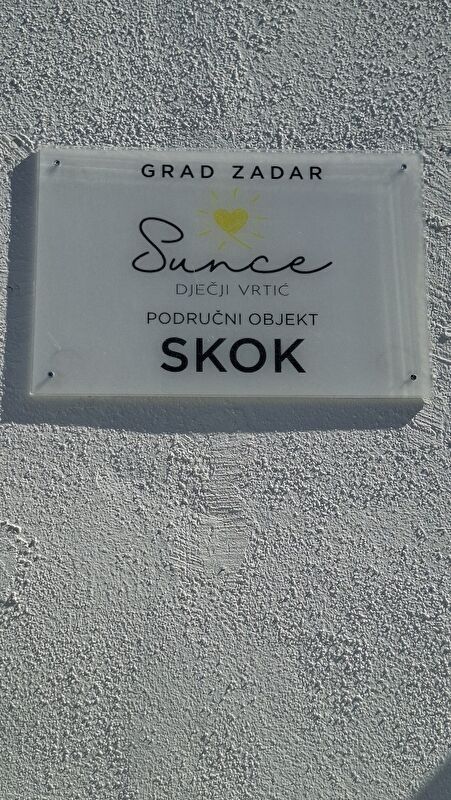 GRAD ZADAR
Sunce
DJEČJI VRTIĆ
PODRUČNI OBJEKT
SKOK